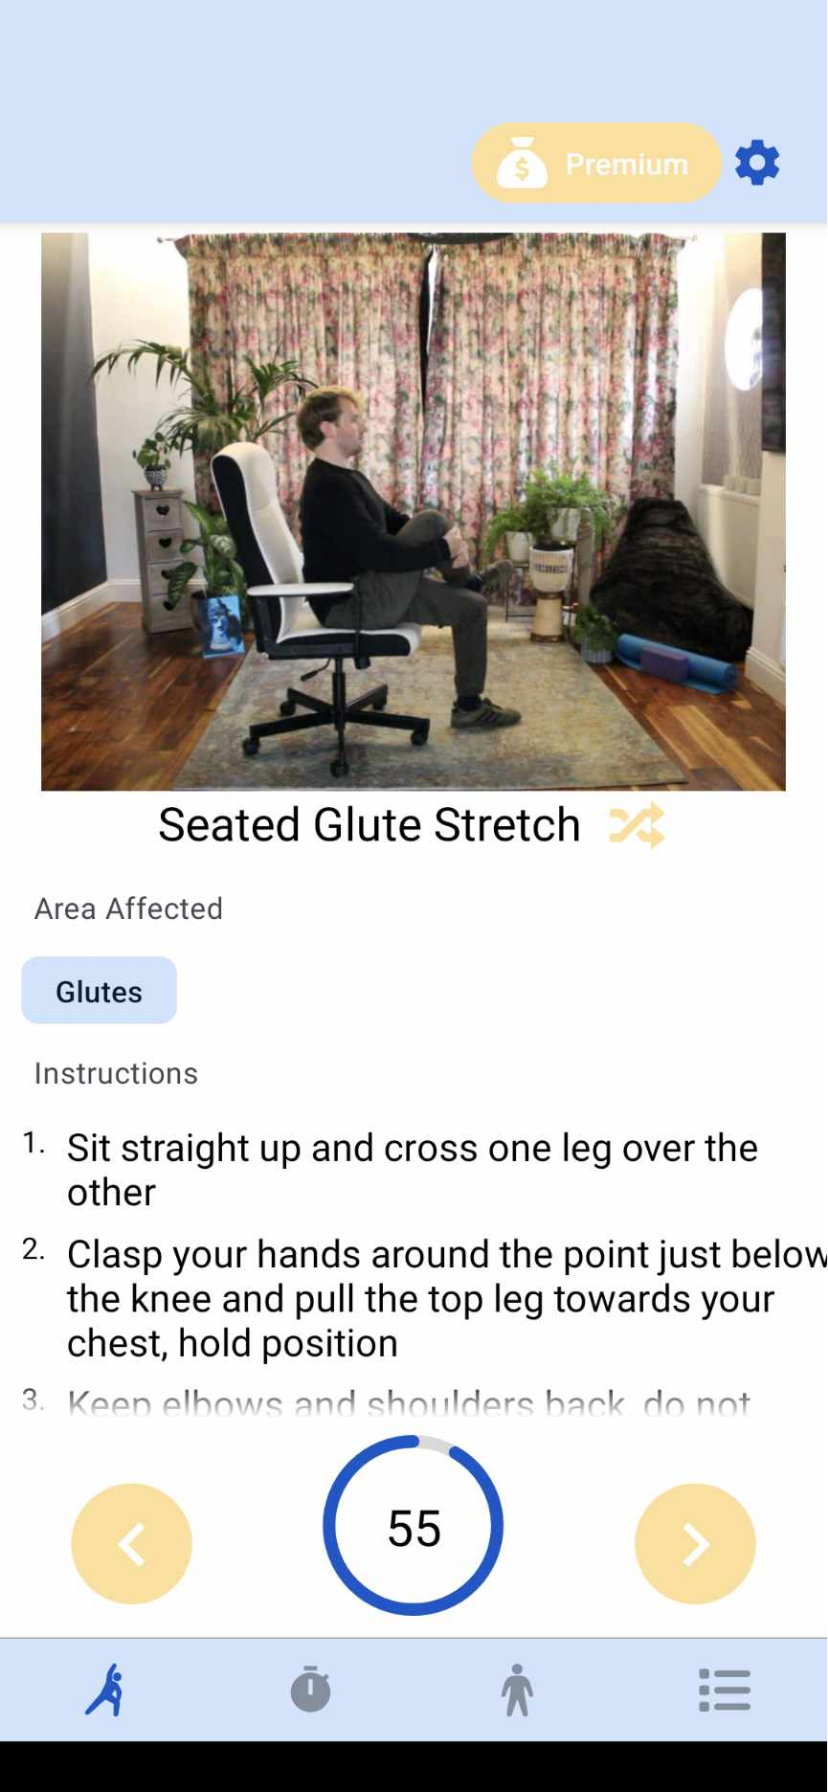 Premium
Seated Glute Stretch
Area Affected
Glutes
Instructions
1. Sit straight up and cross one leg over the
other
2. Clasp your hands around the point just below
the knee and pull the top leg towards your
chest, hold position
3. Keep elbows and shoulders back, do not
55